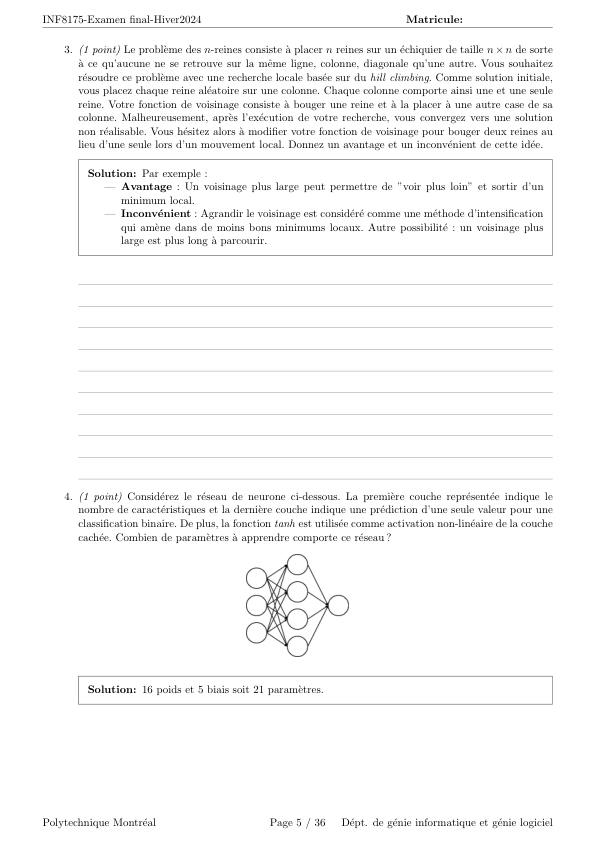 INF8175-Examen final-Hiver2024 Matricule:
3. (1 point) Le problème des n-reines consiste à placer n reines sur un échiquier de taille n × n de sorte
à ce qu'aucune ne se retrouve sur la même ligne, colonne, diagonale qu'une autre. Vous souhaitez
résoudre ce problème avec une recherche locale basée sur du hill climbing. Comme solution initiale,
vous placez chaque reine aléatoire sur une colonne. Chaque colonne comporte ainsi une et une seule
reine. Votre fonction de voisinage consiste à bouger une reine et à la placer à une autre case de sa
colonne. Malheureusement, après l'exécution de votre recherche, vous convergez vers une solution
non réalisable. Vous hésitez alors à modifier votre fonction de voisinage pour bouger deux reines au
lieu d'une seule lors d'un mouvement local. Donnez un avantage et un inconvénient de cette idée.
Solution: Par exemple :
— Avantage : Un voisinage plus large peut permettre de "voir plus loin" et sortir d'un
minimum local.
— Inconvénient : Agrandir le voisinage est considéré comme une méthode d'intensification
qui amène dans de moins bons minimums locaux. Autre possibilité : un voisinage plus
large est plus long à parcourir.
4. (1 point) Considérez le réseau de neurone ci-dessous. La première couche représentée indique le
nombre de caractéristiques et la dernière couche indique une prédiction d'une seule valeur pour une
classification binaire. De plus, la fonction tanh est utilisée comme activation non-linéaire de la couche
cachée. Combien de paramètres à apprendre comporte ce réseau ?
Solution: 16 poids et 5 biais soit 21 paramètres.
Polytechnique Montréal Page 5 / 36 Dépt. de génie informatique et génie logiciel